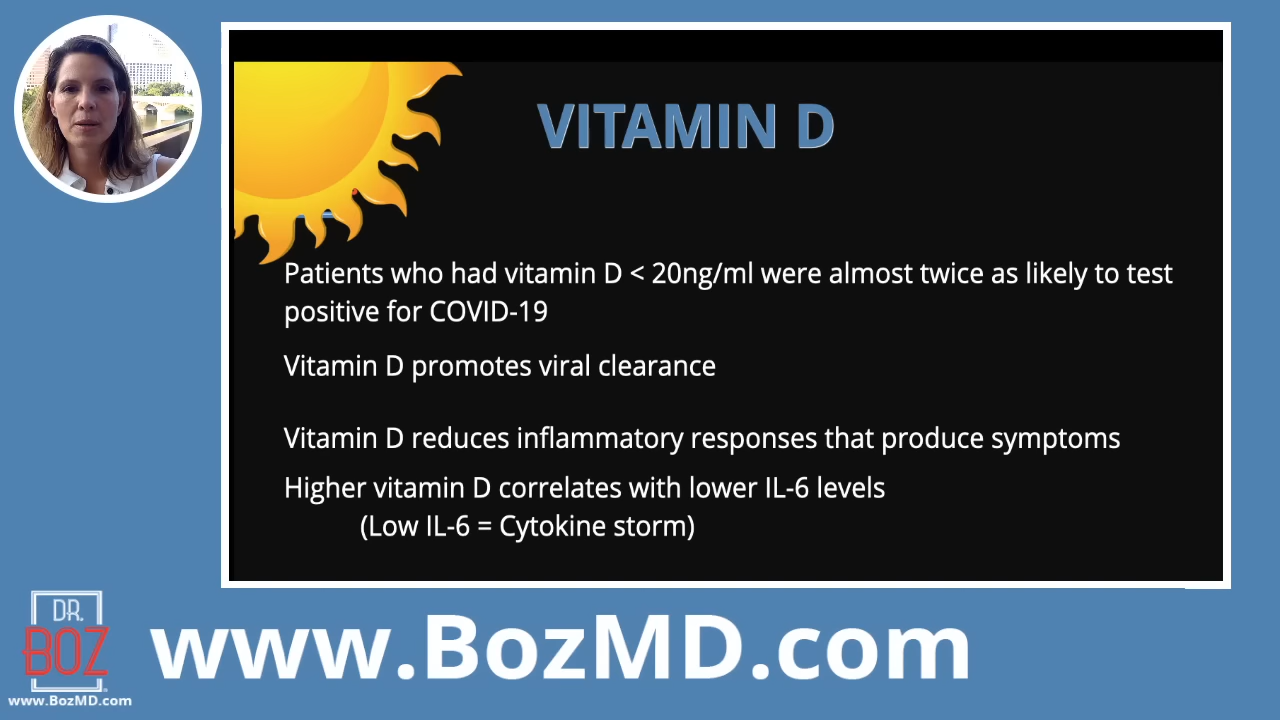 VITAMIN D
Patients who had vitamin D < 20ng/ml were almost twice as likely to test
positive for COVID-19
Vitamin D promotes viral clearance
Vitamin D reduces inflammatory responses that produce symptoms
Higher vitamin D correlates with lower IL-6 levels
(Low IL-6 = Cytokine storm)
DR.
BOZ
www.BozMD.com
www.BozMD.com